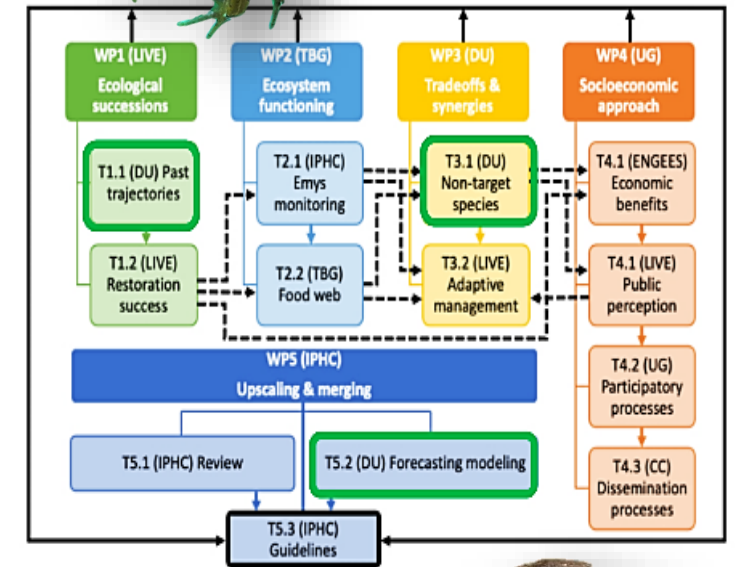 WP1 (LIVE)
Ecological
successions
WP2 (TBG)
Ecosystem
functioning
WP3 (DU)
Tradeoffs &
synergies
WP4 (UG)
Socioeconomic
approach
T1.1 (DU) Past
trajectories
T2.1 (IPHC)
Emys
monitoring
T3.1 (DU)
Non-target
species
T4.1 (ENGEES)
Economic
benefits
T1.2 (LIVE)
Restoration
success
T2.2 (TBG)
Food web
T3.2 (LIVE)
Adaptive
management
T4.1 (LIVE)
Public
perception
WP5 (IPHC)
Upscaling & merging
T4.2 (UG)
Participatory
processes
T5.1 (IPHC) Review
T5.2 (DU) Forecasting modeling
T4.3 (CC)
Dissemination
processes
T5.3 (IPHC)
Guidelines